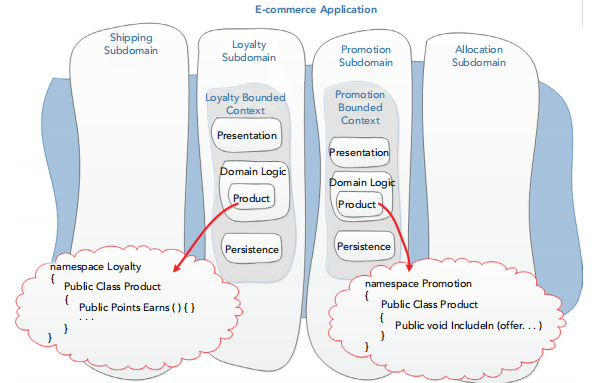 E-commerce Application
Shipping
Subdomain
Loyalty
Subdomain
Promotion
Subdomain
Allocation
Subdomain
Loyalty Bounded
Context
Presentation
Domain Logic
Product
Persistence
Promotion
Bounded
Context
Presentation
Domain Logic
Product
Persistence
namespace Loyalty
{
Public Class Product
{
Public Points Earns ( ) { }
. . .
}
}
namespace Promotion
{
Public Class Product
{
Public void IncludeIn (offer. . . )
}
}